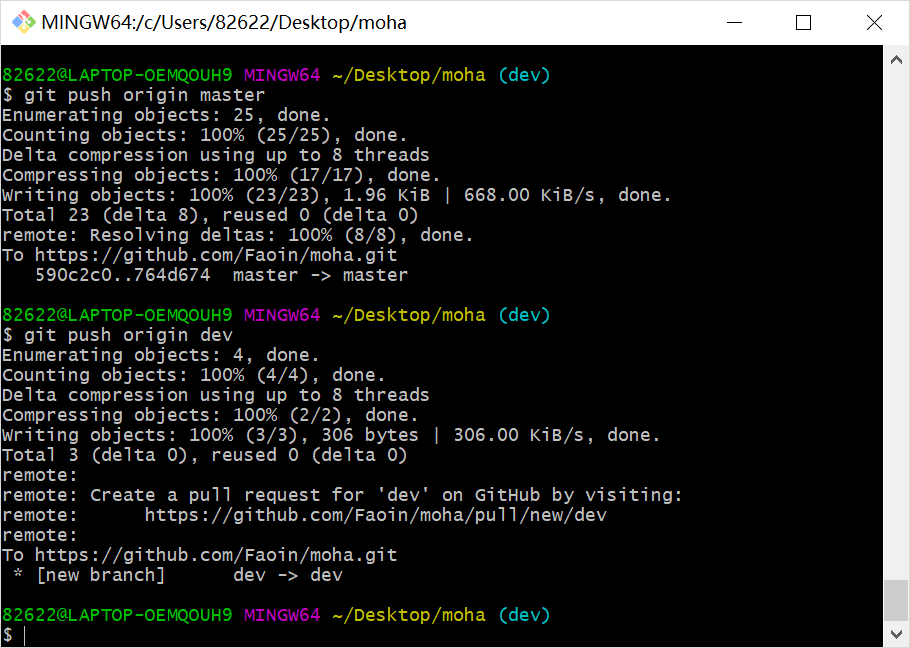 MINGW64:/c/Users/82622/Desktop/moha
82622@LAPTOP-OEMQOUH9 MINGW64 ~/Desktop/moha (dev)
$ git push origin master
Enumerating objects: 25, done.
Counting objects: 100% (25/25), done.
Delta compression using up to 8 threads
Compressing objects: 100% (17/17), done.
Writing objects: 100% (23/23), 1.96 KiB | 668.00 KiB/s, done.
Total 23 (delta 8), reused 0 (delta 0)
remote: Resolving deltas: 100% (8/8), done.
To https://github.com/Faoin/moha.git
   590c2c0..764d674  master -> master
82622@LAPTOP-OEMQOUH9 MINGW64 ~/Desktop/moha (dev)
$ git push origin dev
Enumerating objects: 4, done.
Counting objects: 100% (4/4), done.
Delta compression using up to 8 threads
Compressing objects: 100% (2/2), done.
Writing objects: 100% (3/3), 306 bytes | 306.00 KiB/s, done.
Total 3 (delta 0), reused 0 (delta 0)
remote:
remote: Create a pull request for 'dev' on GitHub by visiting:
remote:      https://github.com/Faoin/moha/pull/new/dev
remote:
To https://github.com/Faoin/moha.git
 * [new branch]      dev -> dev
82622@LAPTOP-OEMQOUH9 MINGW64 ~/Desktop/moha (dev)
$